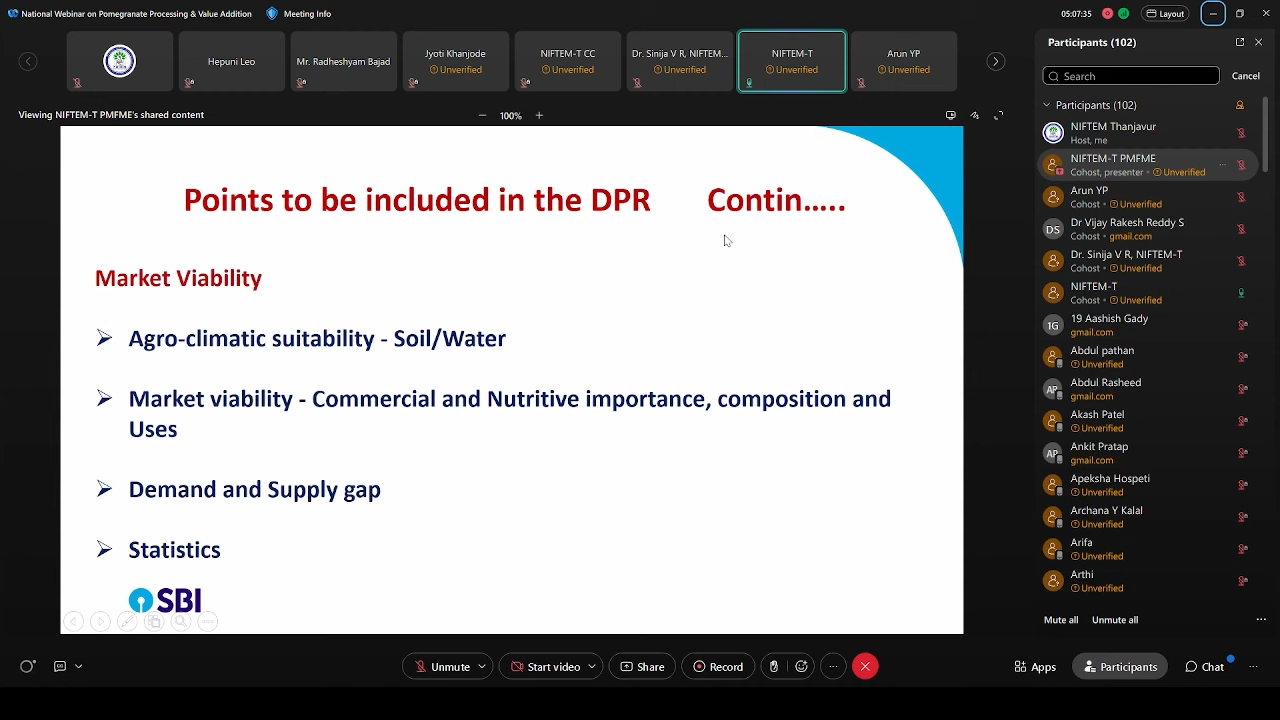 National Webinar on Pomegranate Processing & Value Addition
Meeting Info
05:07:35
Layout
Hepuni Leo
Mr. Radheshyam Bajad
Jyoti Khanjode
Unverified
NIFTEM-T CC
Unverified
Dr. Sinija V R, NIFTEM...
Unverified
NIFTEM-T
Unverified
Arun YP
Unverified
Viewing NIFTEM-T PMFME's shared content
100%
Points to be included in the DPR Contin.....
Market Viability
Agro-climatic suitability - Soil/Water
Market viability - Commercial and Nutritive importance, composition and
Uses
Demand and Supply gap
Statistics
SBI
Participants (102)
Search
Cancel
Participants (102)
NIFTEM Thanjavur
Host, me
NIFTEM-T PMFME
Cohost, presenter • Unverified
Arun YP
Cohost • Unverified
DS
Dr Vijay Rakesh Reddy S
Cohost • gmail.com
Dr. Sinija V R, NIFTEM-T
Cohost • Unverified
NIFTEM-T
Cohost • Unverified
1G
19 Aashish Gady
gmail.com
Abdul pathan
Unverified
AP
Abdul Rasheed
gmail.com
Akash Patel
Unverified
AP
Ankit Pratap
gmail.com
Apeksha Hospeti
Unverified
Archana Y Kalal
Unverified
Arifa
Unverified
Arthi
Unverified
Mute all
Unmute all
Unmute
Start video
Share
Record
Apps
Participants
Chat